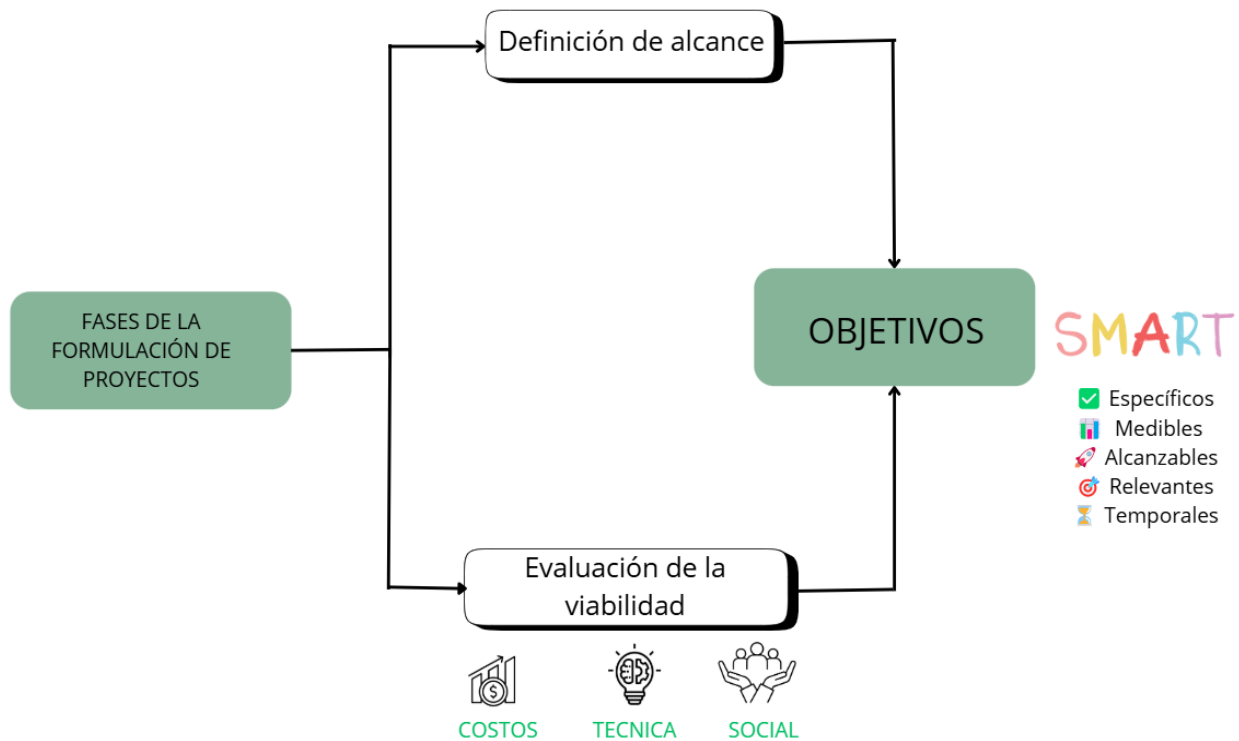 Definición de alcance
FASES DE LA
FORMULACIÓN DE
PROYECTOS
OBJETIVOS
SMART
Específicos
Medibles
Alcanzables
Relevantes
Temporales
Evaluación de la
viabilidad
$
COSTOS
TECNICA
SOCIAL